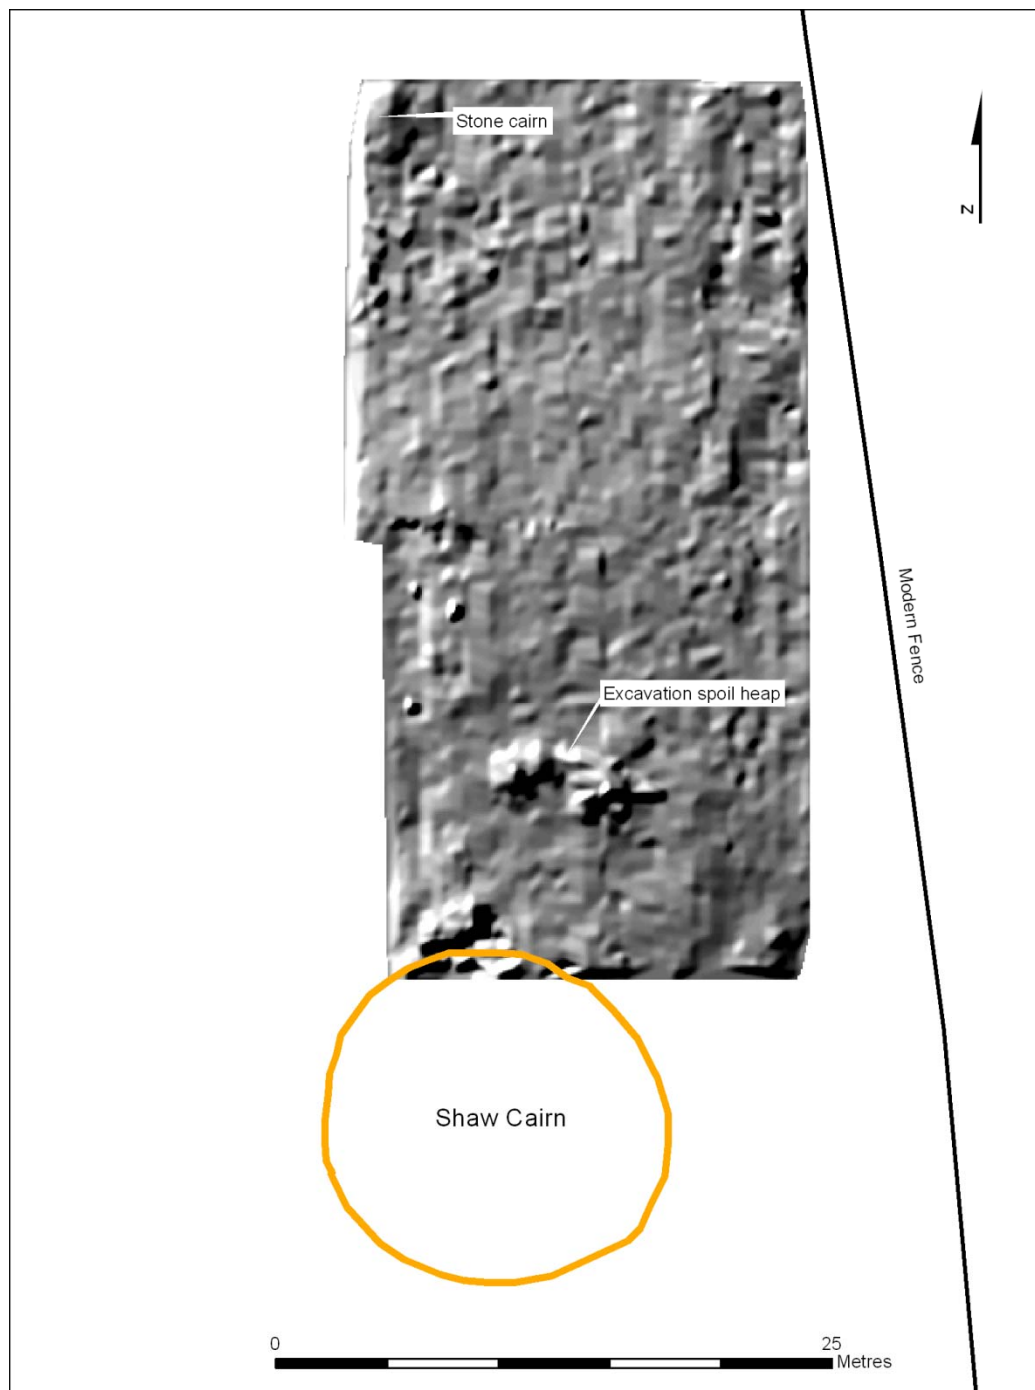 Stone cairn
N
Modern Fence
Excavation spoil heap
Shaw Cairn
0 25
Metres